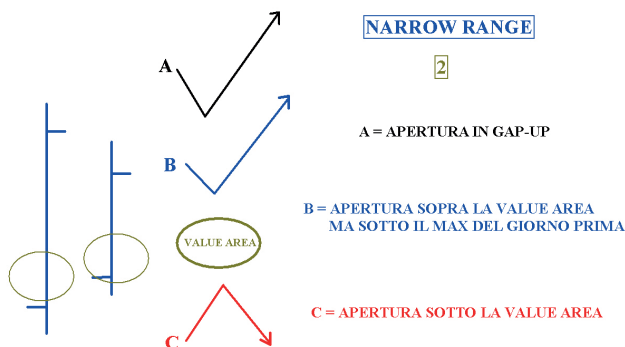 NARROW RANGE
2
A
A = APERTURA IN GAP-UP
B
B = APERTURA SOPRA LA VALUE AREA
MA SOTTO IL MAX DEL GIORNO PRIMA
VALUE AREA
C = APERTURA SOTTO LA VALUE AREA
C